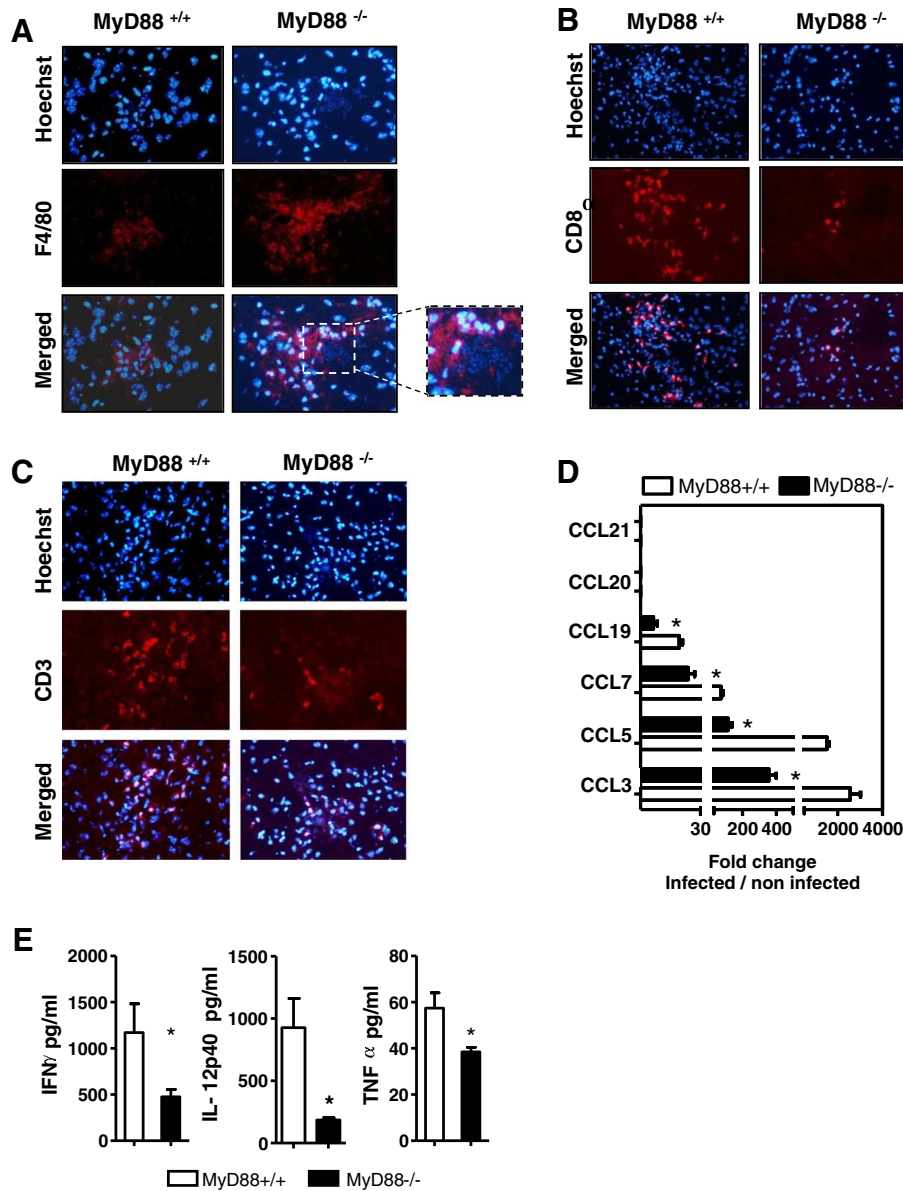 A
MyD88 +/+
MyD88 -/-
Hoechst
F4/80
Merged
B
MyD88 +/+
MyD88 -/-
Hoechst
CD8 α
Merged
C
MyD88 +/+
MyD88 -/-
Hoechst
CD3
Merged
D
MyD88+/+
MyD88-/-
CCL21
CCL20
CCL19
*
CCL7
*
CCL5
*
CCL3
*
30
200
400
2000
4000
Fold change
Infected / non infected
E
IFNγ pg/ml
2000
1500
1000
500
0
*
IL-12p40 pg/ml
1500
1000
500
0
*
TNF α pg/ml
80
60
40
20
0
*
MyD88+/+
MyD88-/-